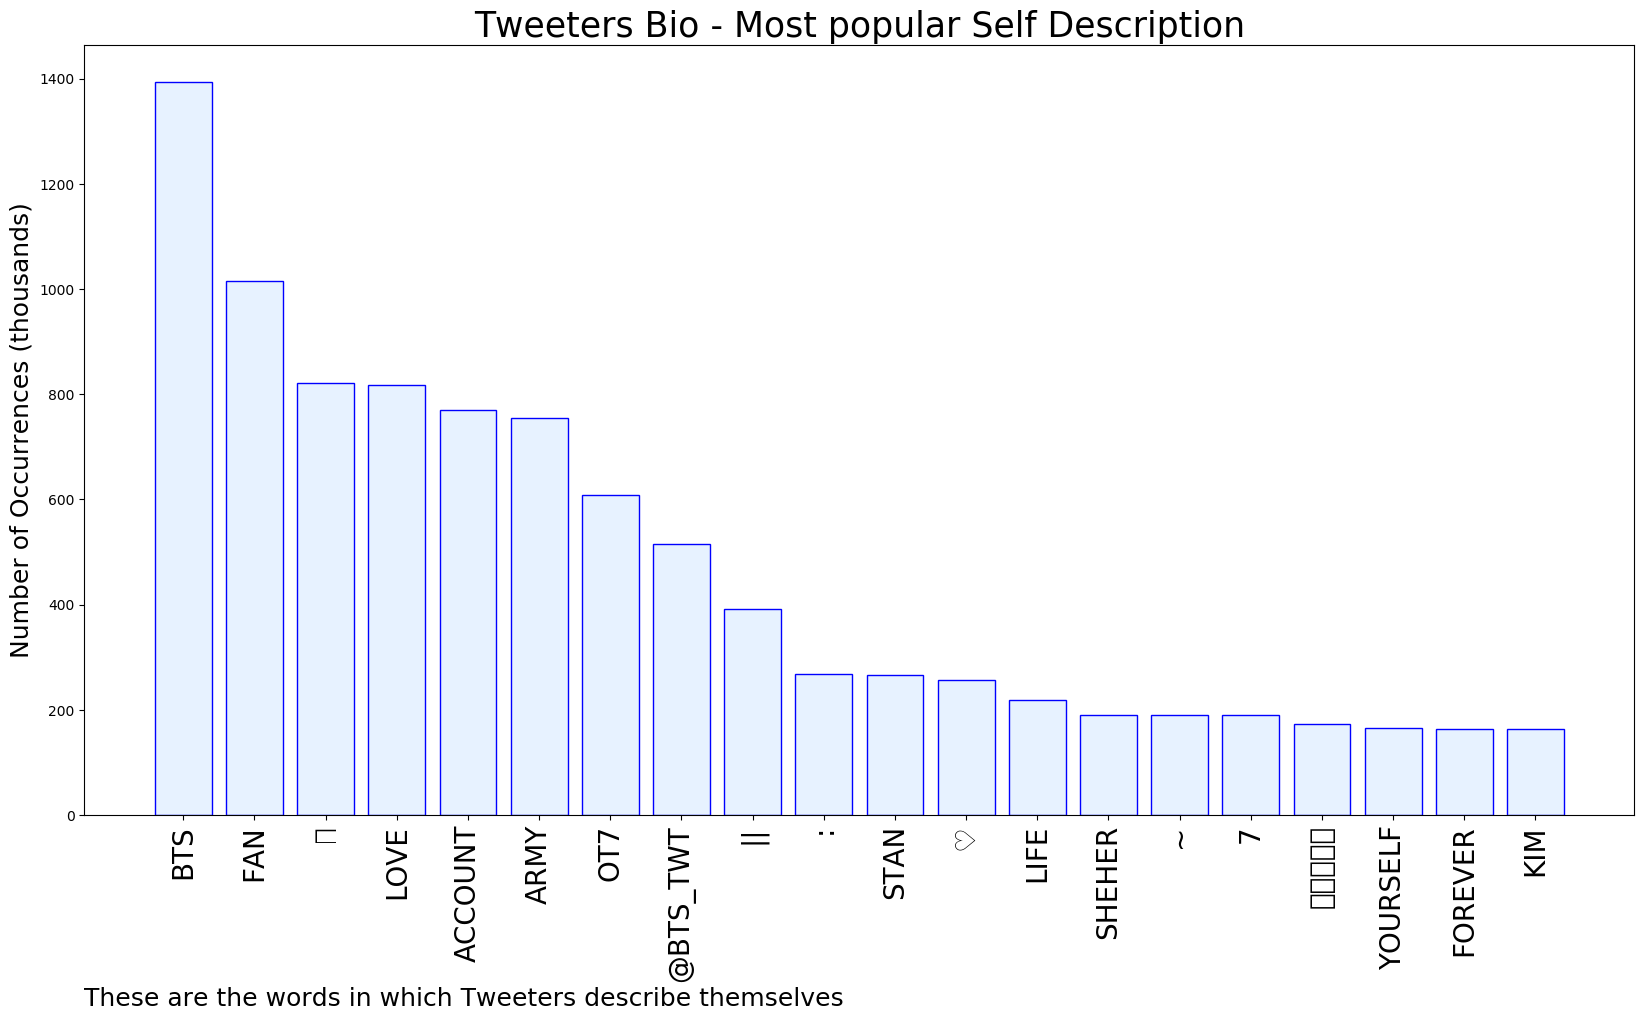 Tweeters Bio - Most popular Self Description
Number of Occurrences (thousands)
1400
1200
1000
800
600
400
200
0
BTS
FAN
LOVE
ACCOUNT
ARMY
OT7
@BTS_TWT
||
:
STAN
♡
LIFE
SHEHER
~
7
YOURSELF
FOREVER
KIM
These are the words in which Tweeters describe themselves